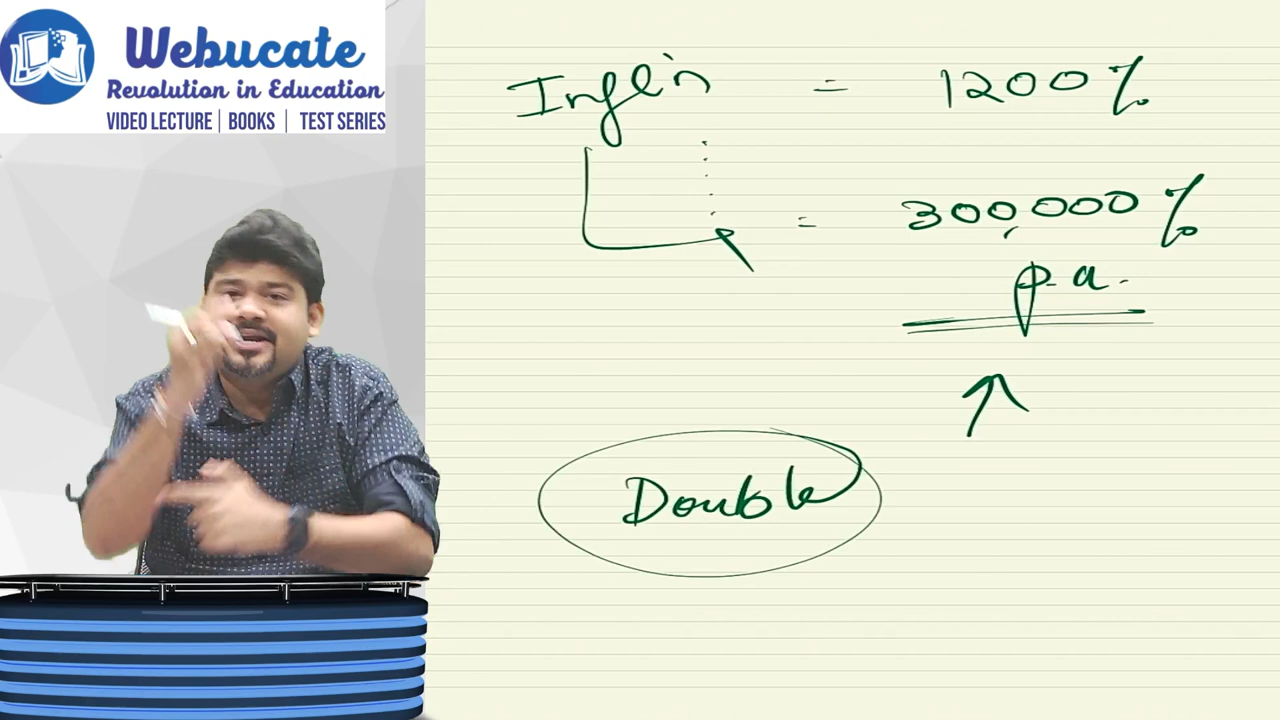 Webucate
Revolution in Education
VIDEO LECTURE | BOOKS | TEST SERIES
Infl'n = 1200%
= 300,000%
p.a.
Double